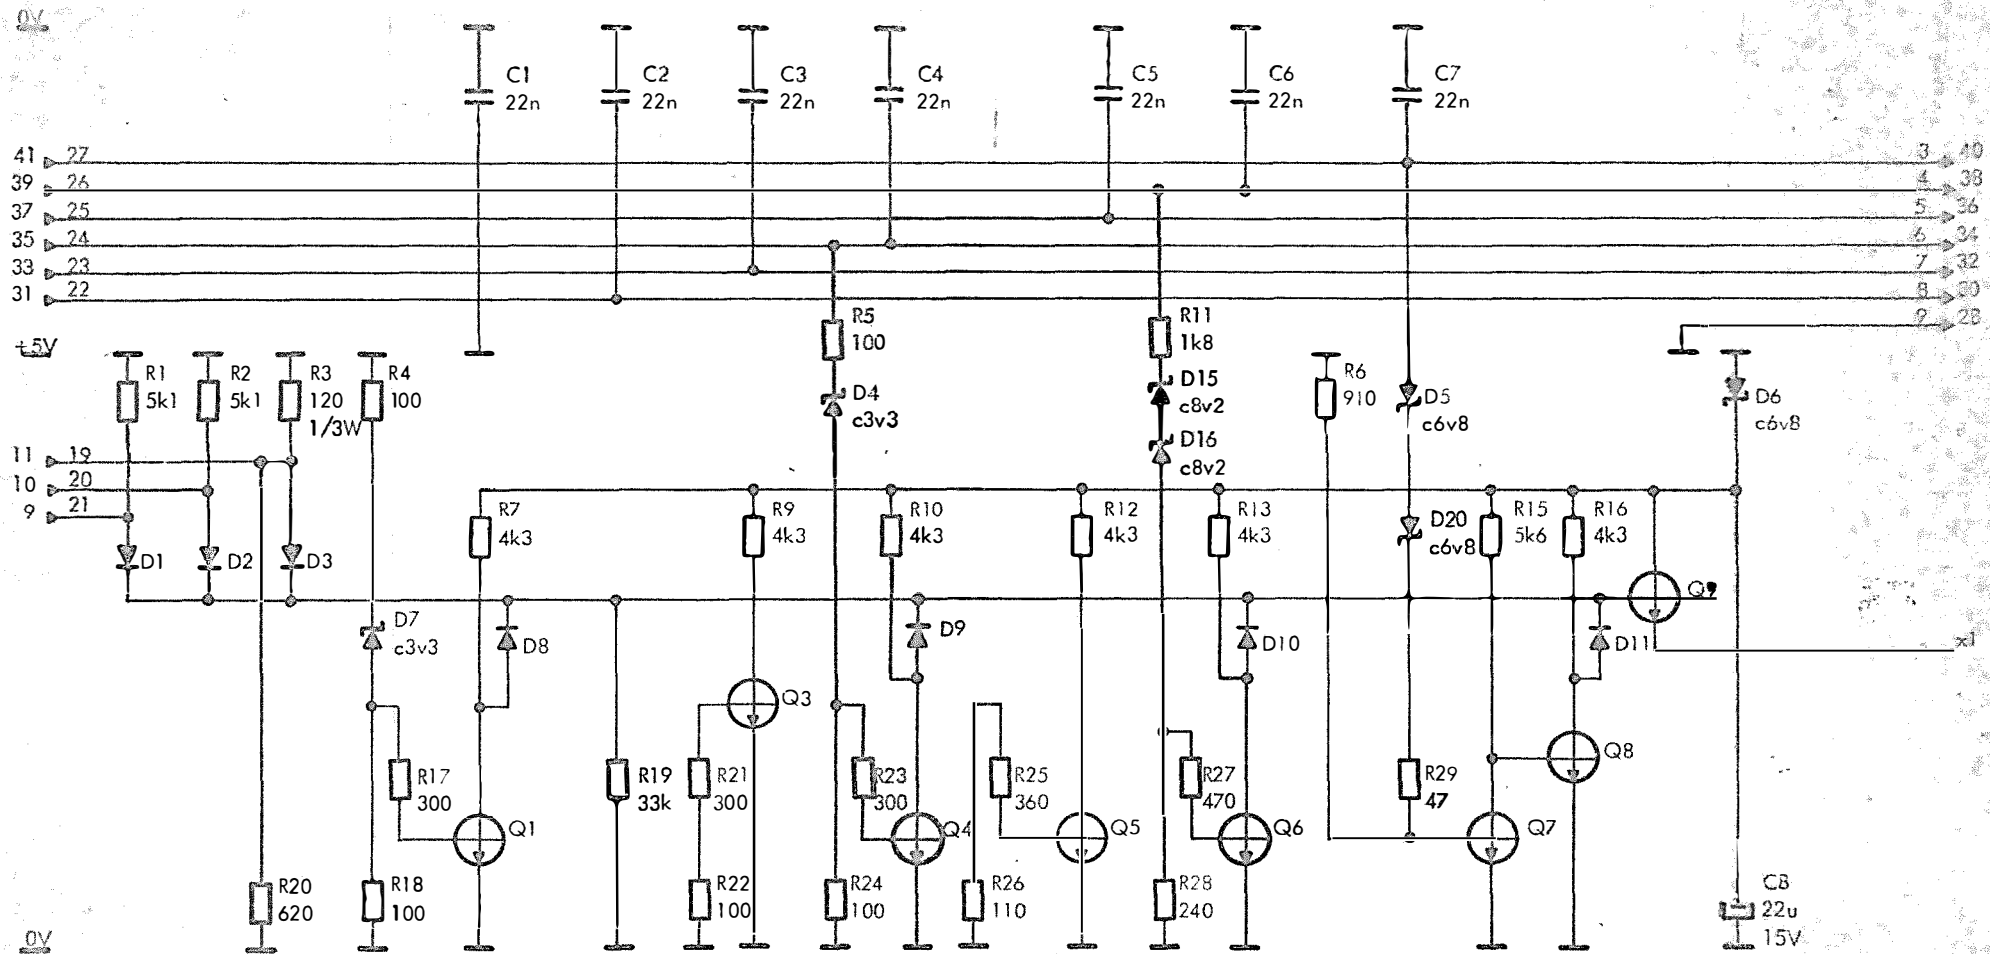 0V
C1 C2 C3 C4 C5 C6 C7
22n 22n 22n 22n 22n 22n 22n
41 27 3 40
39 26 4 38
37 25 5 36
35 24 6 34
33 23 7 32
31 22 8 30
9 28
+5V
R5 100
R11 1k8
R1 5k1
R2 5k1
R3 120 1/3W
R4 100
D4 c3v3
D15 c8v2
D16 c8v2
R6 910
D5 c6v8
D6 c6v8
11 19
10 20
9 21
R7 4k3
R9 4k3
R10 4k3
R12 4k3
R13 4k3
D20 c6v8
R15 5k6
R16 4k3
D1 D2 D3
Q9
D7 c3v3
D8
D9
D10
D11
x1
Q3
Q8
R17 300
R19 33k
R21 300
R23 300
R25 360
R27 470
R29 47
Q1 Q4 Q5 Q6 Q7
R20 620
R18 100
R22 100
R24 100
R26 110
R28 240
C8 22u 15V
0V